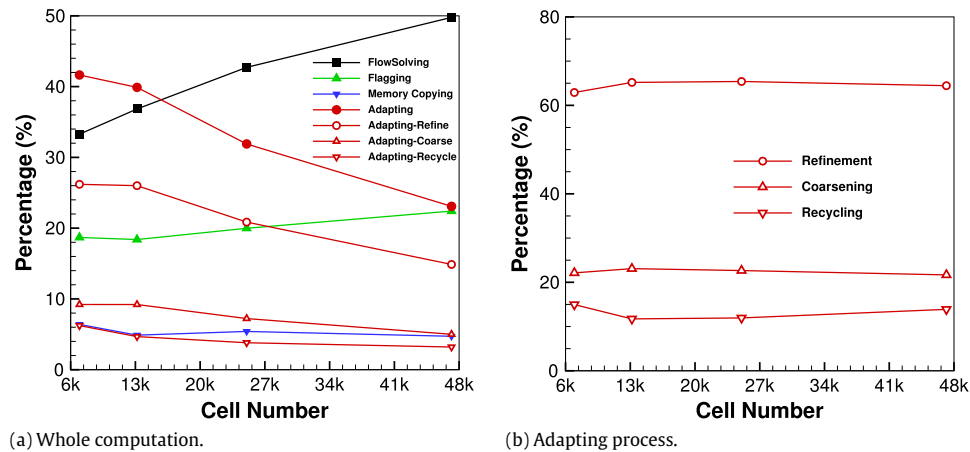 50
40
30
20
10
0
Percentage (%)
6k 13k 20k 27k 34k 41k 48k
Cell Number
FlowSolving
Flagging
Memory Copying
Adapting
Adapting-Refine
Adapting-Coarse
Adapting-Recycle
(a) Whole computation.
80
60
40
20
0
Percentage (%)
6k 13k 20k 27k 34k 41k 48k
Cell Number
Refinement
Coarsening
Recycling
(b) Adapting process.